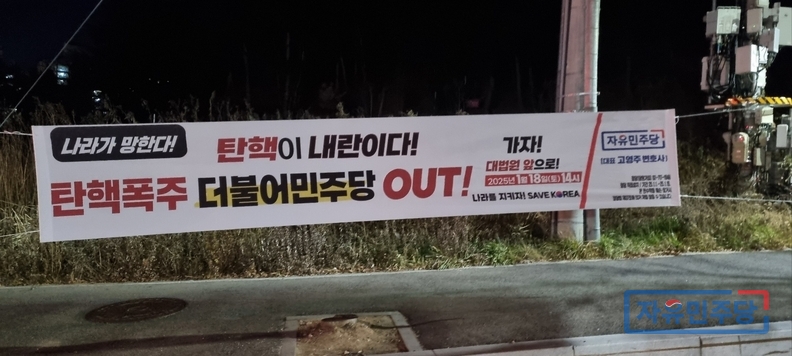 나라가 망한다!
탄핵이 내란이다!
탄핵폭주 더불어민주당 OUT!
가자!
대법원 앞으로!
2025년 1월 18일(토) 14시
나라를 지키자! SAVE KOREA
자유민주당
(대표 고영주 변호사)
자유민주당